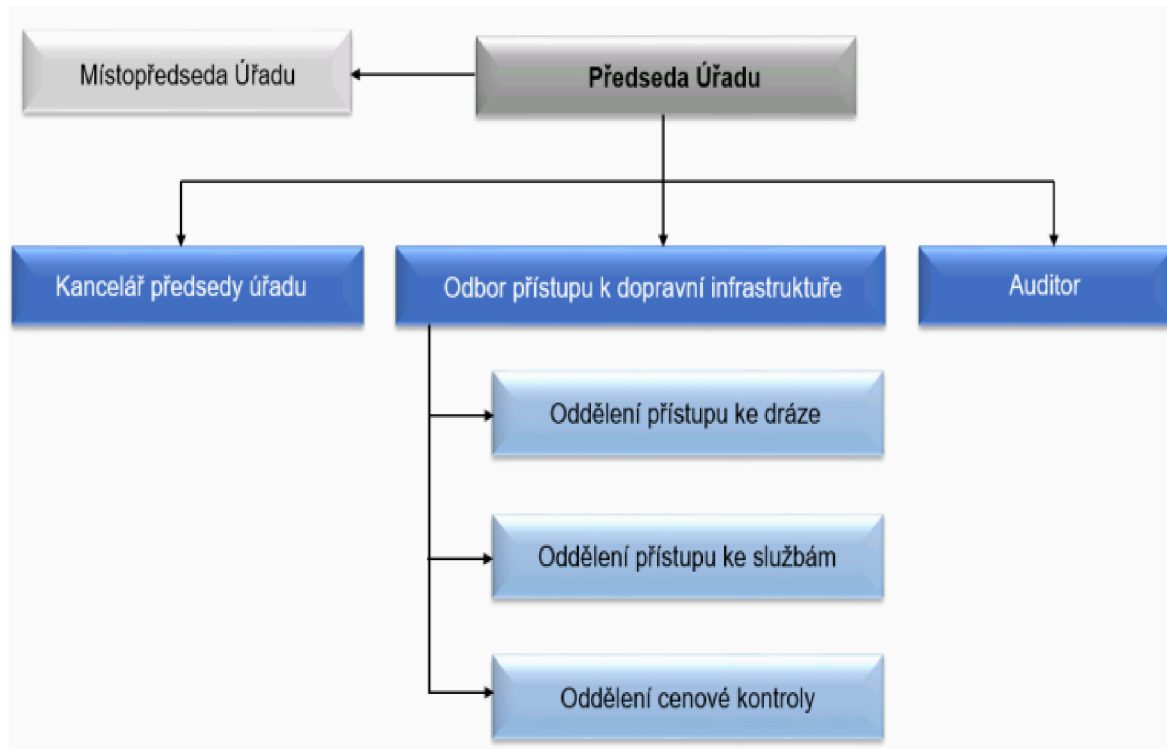 Místopředseda Úřadu
Předseda Úřadu
Kancelář předsedy úřadu
Odbor přístupu k dopravní infrastruktuře
Auditor
Oddělení přístupu ke dráze
Oddělení přístupu ke službám
Oddělení cenové kontroly